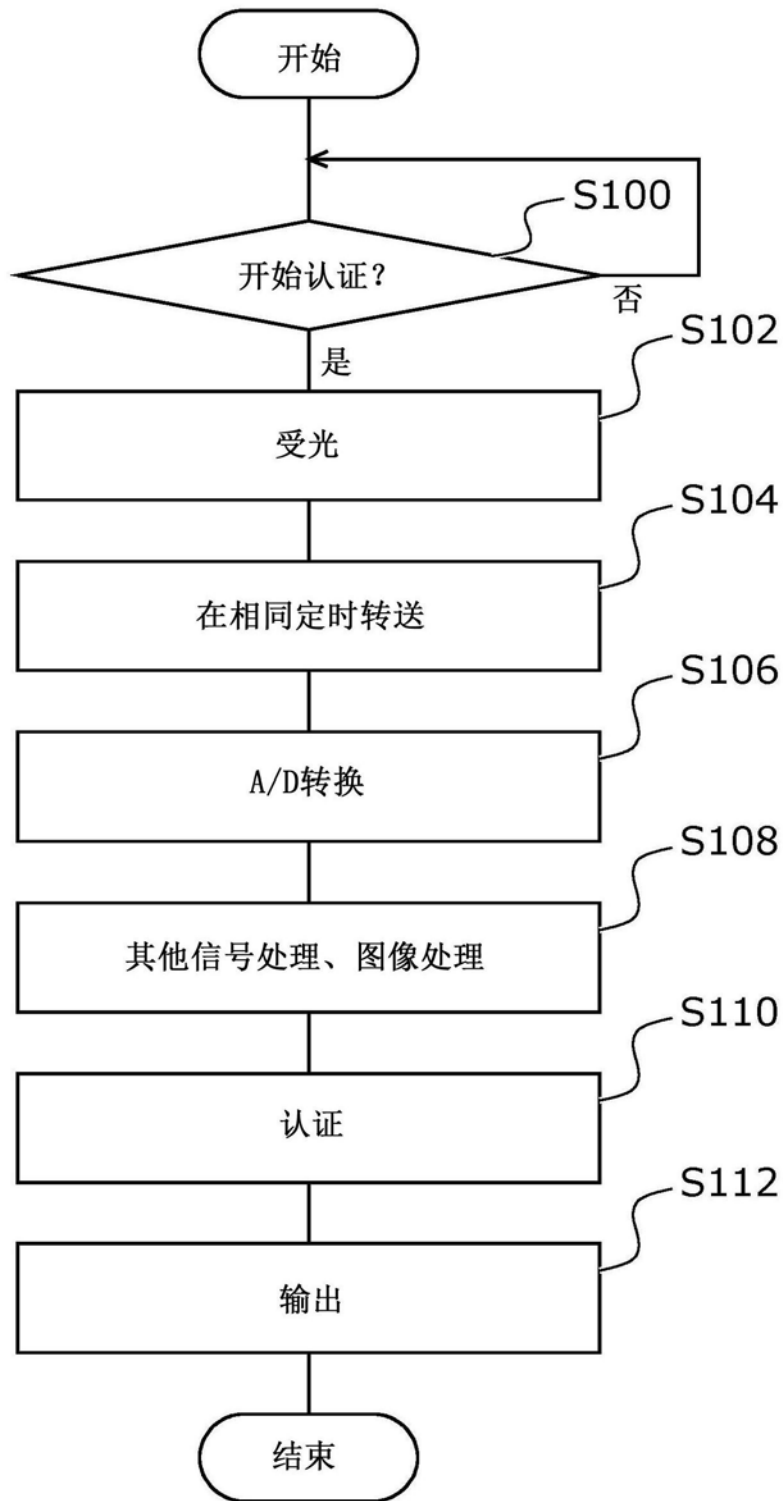 开始
S100
开始认证?
否
是
S102
受光
S104
在相同定时转送
S106
A/D转换
S108
其他信号处理、图像处理
S110
认证
S112
输出
结束